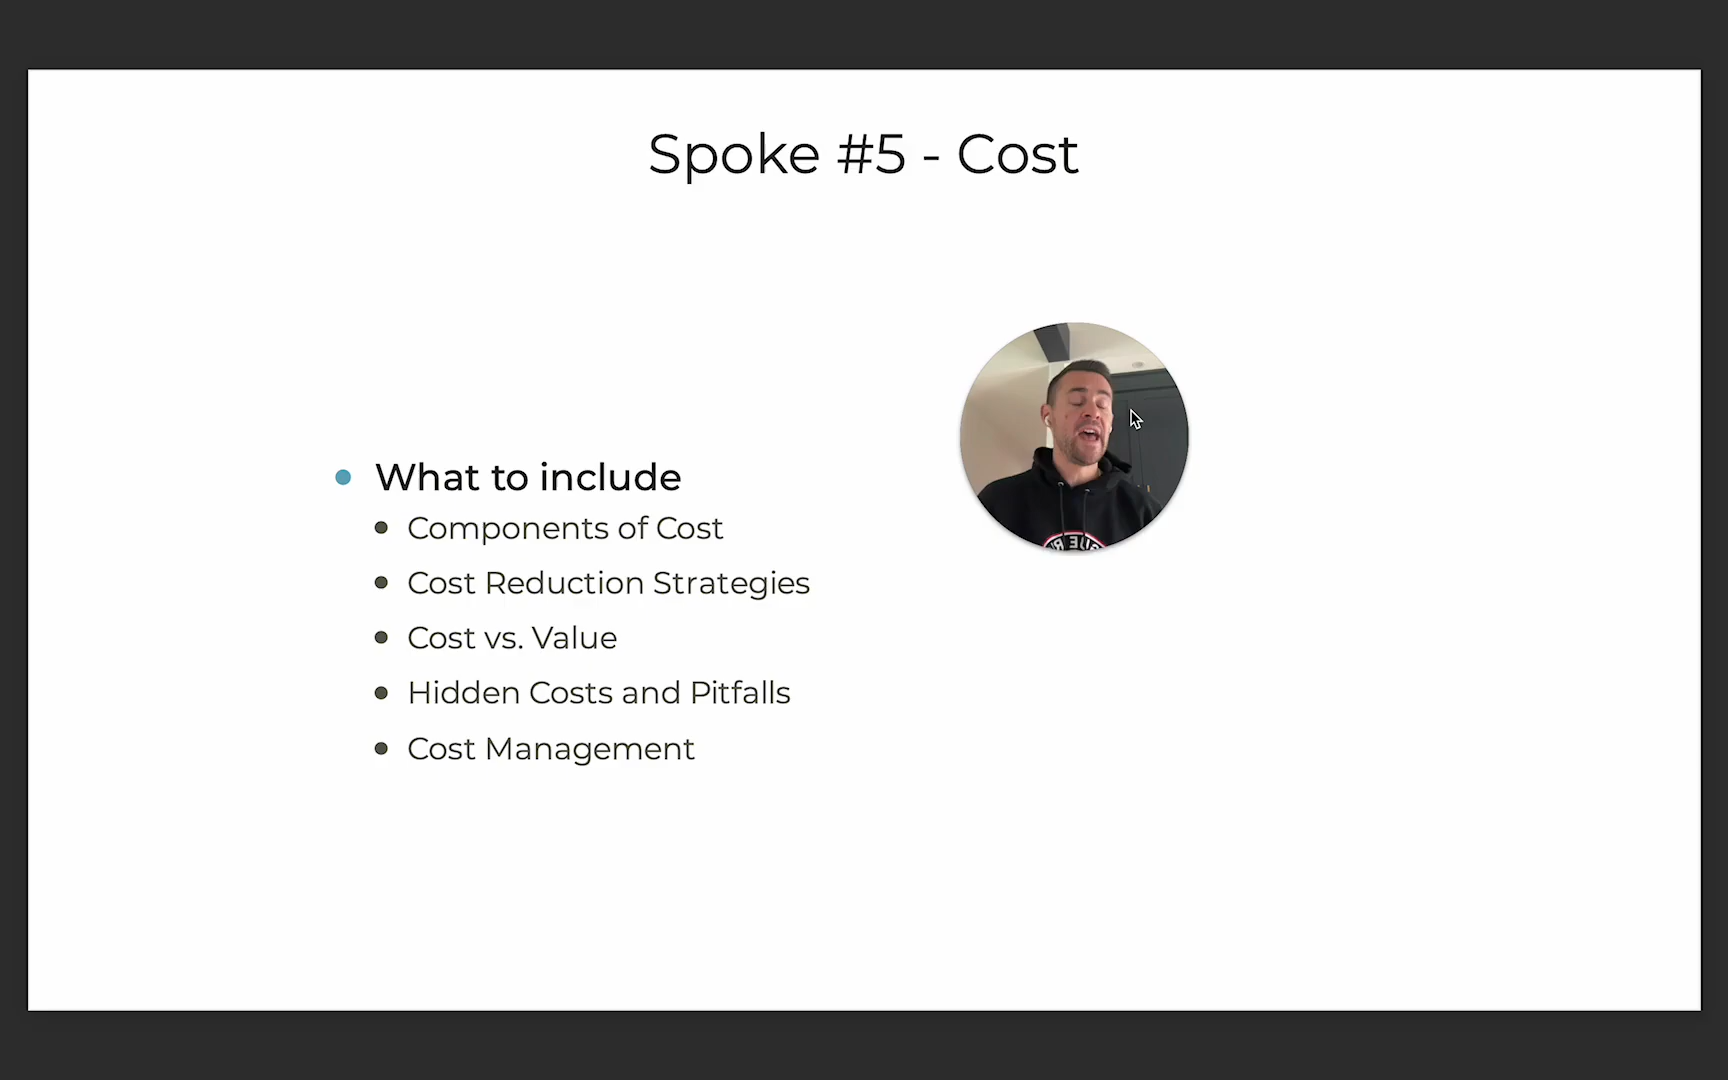 Spoke #5 - Cost
What to include
Components of Cost
Cost Reduction Strategies
Cost vs. Value
Hidden Costs and Pitfalls
Cost Management